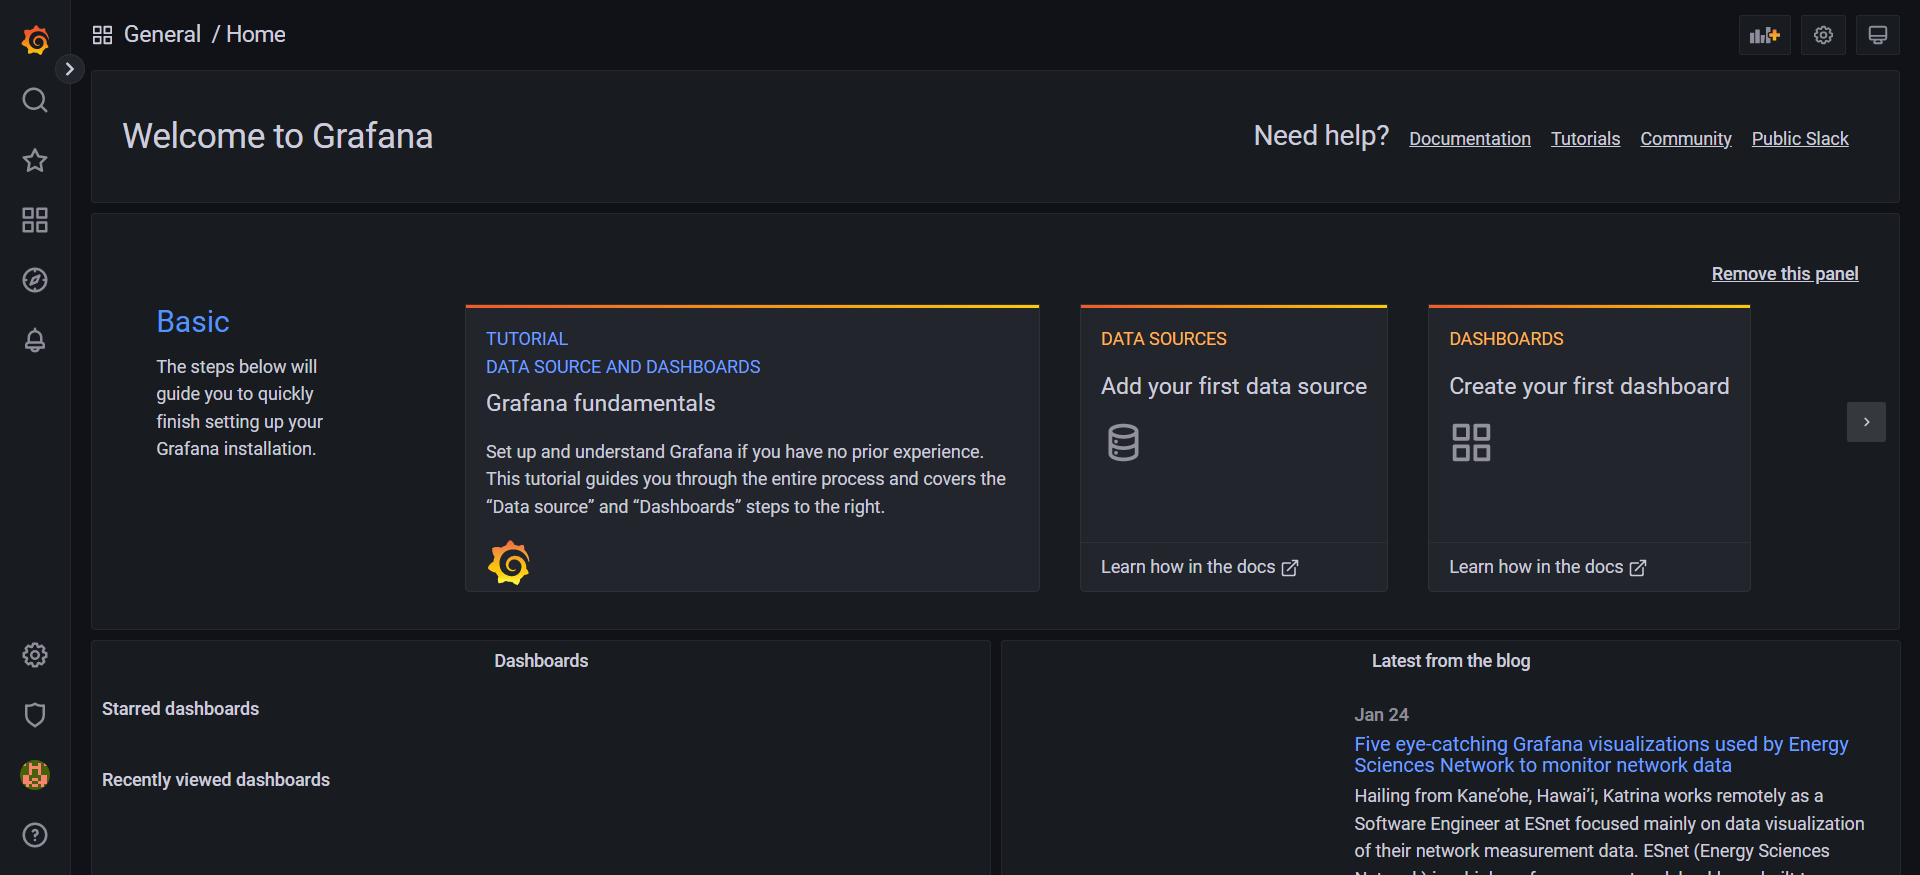 General / Home
Welcome to Grafana
Need help? Documentation Tutorials Community Public Slack
Remove this panel
Basic
The steps below will
guide you to quickly
finish setting up your
Grafana installation.
TUTORIAL
DATA SOURCE AND DASHBOARDS
Grafana fundamentals
Set up and understand Grafana if you have no prior experience.
This tutorial guides you through the entire process and covers the
“Data source” and “Dashboards” steps to the right.
DATA SOURCES
Add your first data source
Learn how in the docs
DASHBOARDS
Create your first dashboard
Learn how in the docs
Dashboards
Starred dashboards
Recently viewed dashboards
Latest from the blog
Jan 24
Five eye-catching Grafana visualizations used by Energy
Sciences Network to monitor network data
Hailing from Kane’ohe, Hawai’i, Katrina works remotely as a
Software Engineer at ESnet focused mainly on data visualization
of their network measurement data. ESnet (Energy Sciences